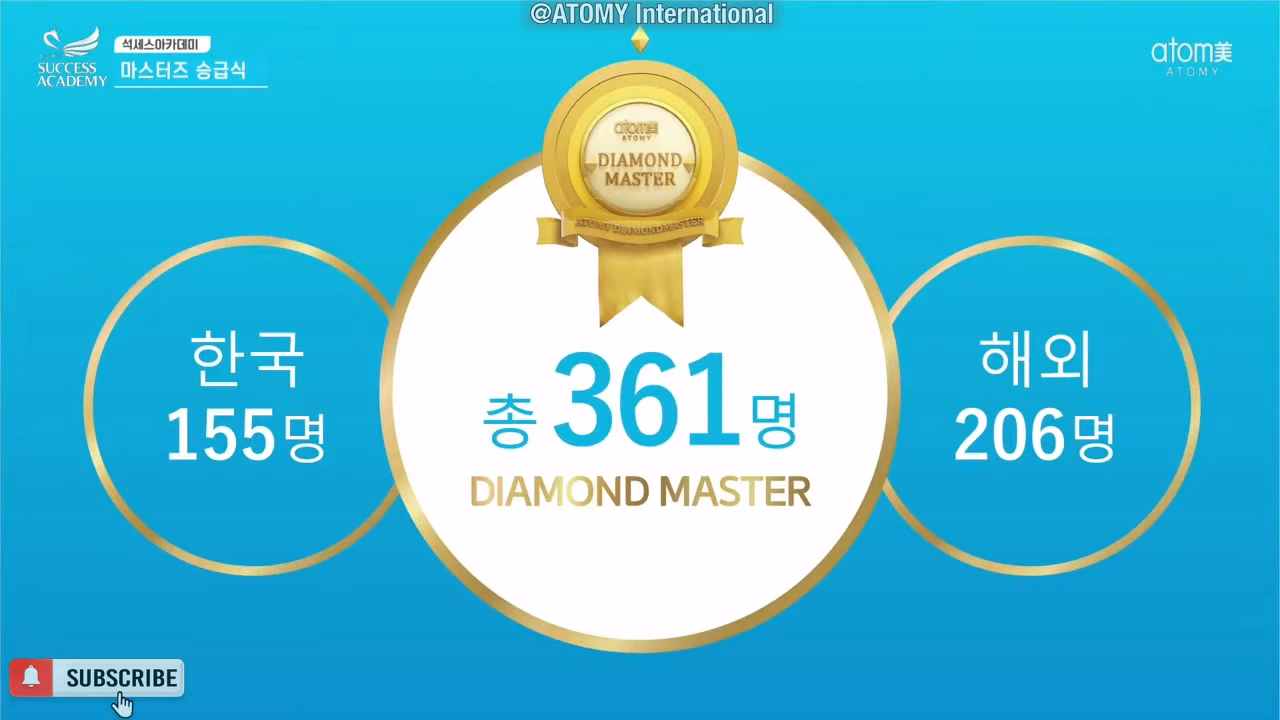 @ATOMY International
석세스아카데미
SUCCESS
ACADEMY
마스터즈 승급식
atom美
ATOMY
atom美
ATOMY
DIAMOND
MASTER
ATOMY DIAMONDMASTER
한국
155명
총 361명
DIAMOND MASTER
해외
206명
SUBSCRIBE